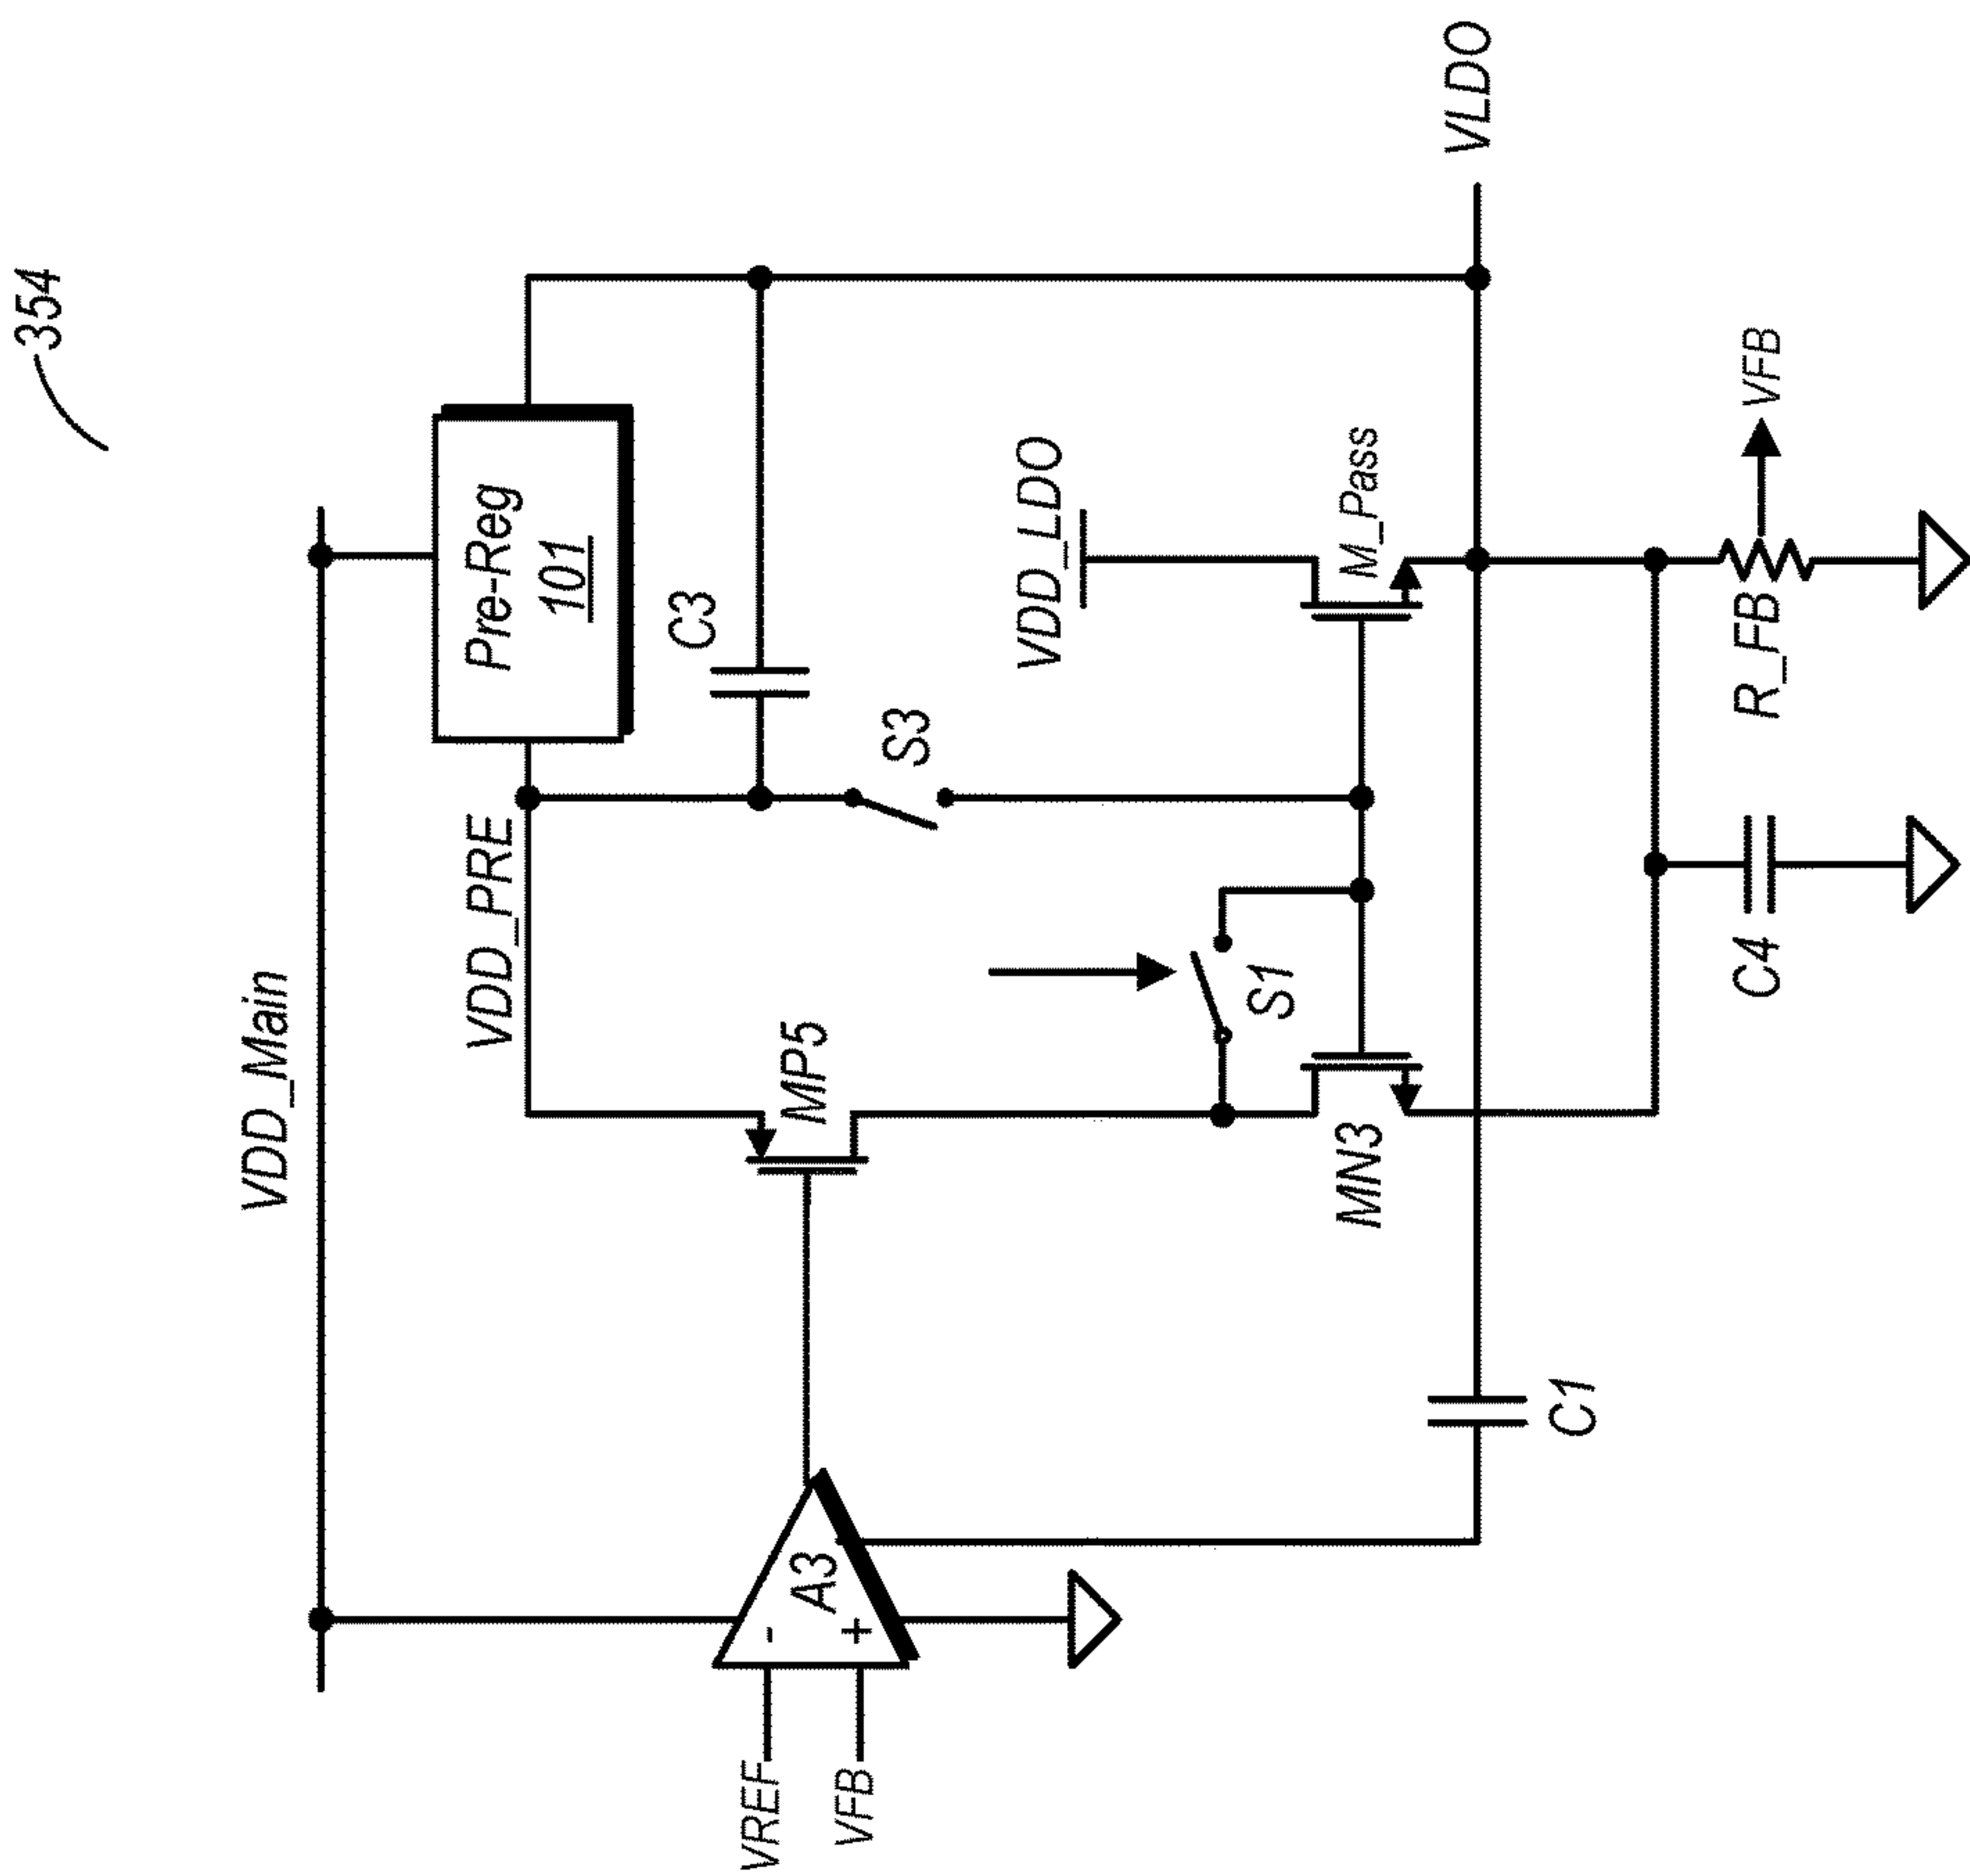 354
VDD_Main
Pre-Reg
101
VDD_PRE
C3
S3
MP5
VDD_LDO
M_Pass
S1
MN3
VLDO
A3
-
+
VREF
VFB
C1
C4
R_FB
VFB